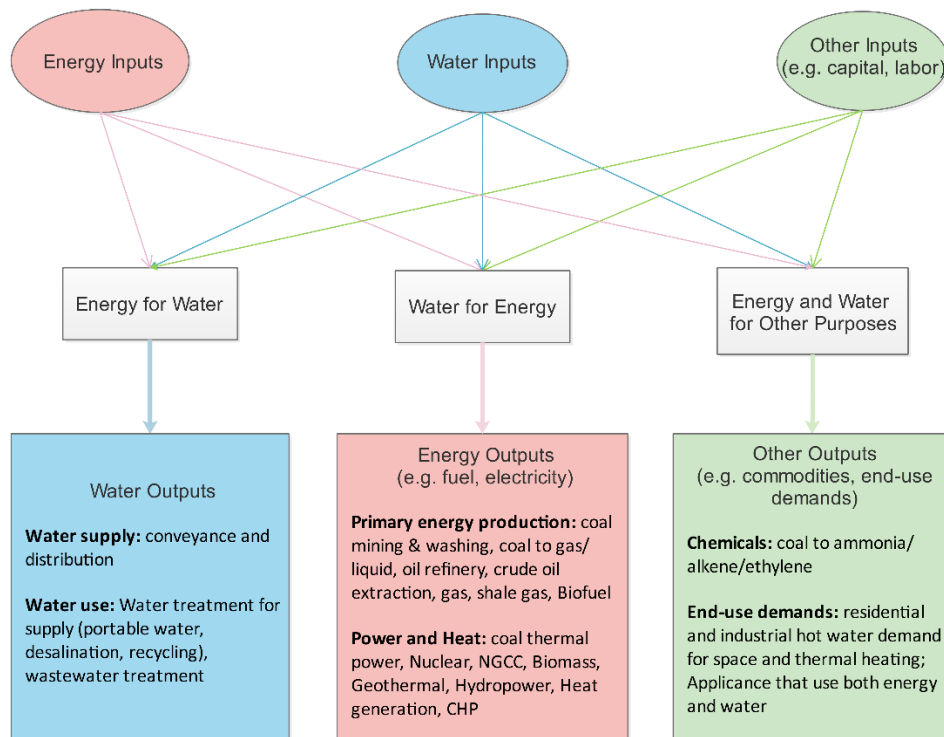 Energy Inputs
Water Inputs
Other Inputs
(e.g. capital, labor)
Energy for Water
Water for Energy
Energy and Water
for Other Purposes
Water Outputs
Water supply: conveyance and
distribution
Water use: Water treatment for
supply (portable water,
desalination, recycling),
wastewater treatment
Energy Outputs
(e.g. fuel, electricity)
Primary energy production: coal
mining & washing, coal to gas/
liquid, oil refinery, crude oil
extraction, gas, shale gas, Biofuel
Power and Heat: coal thermal
power, Nuclear, NGCC, Biomass,
Geothermal, Hydropower, Heat
generation, CHP
Other Outputs
(e.g. commodities, end-use
demands)
Chemicals: coal to ammonia/
alkene/ethylene
End-use demands: residential
and industrial hot water demand
for space and thermal heating;
Applicance that use both energy
and water